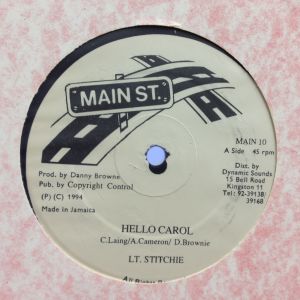 MAIN ST.
MAIN 10
A Side 45 rpm
Prod. by Danny Browne
Pub. by Copyright Control
(P) (C) 1994
Made in Jamaica
Dist. by
Dynamic Sounds
15 Bell Road
Kingston 11
Tel: 92-39138/
39168
HELLO CAROL
C.Laing/A.Cameron/ D.Brownie
LT. STITCHIE
All Rights